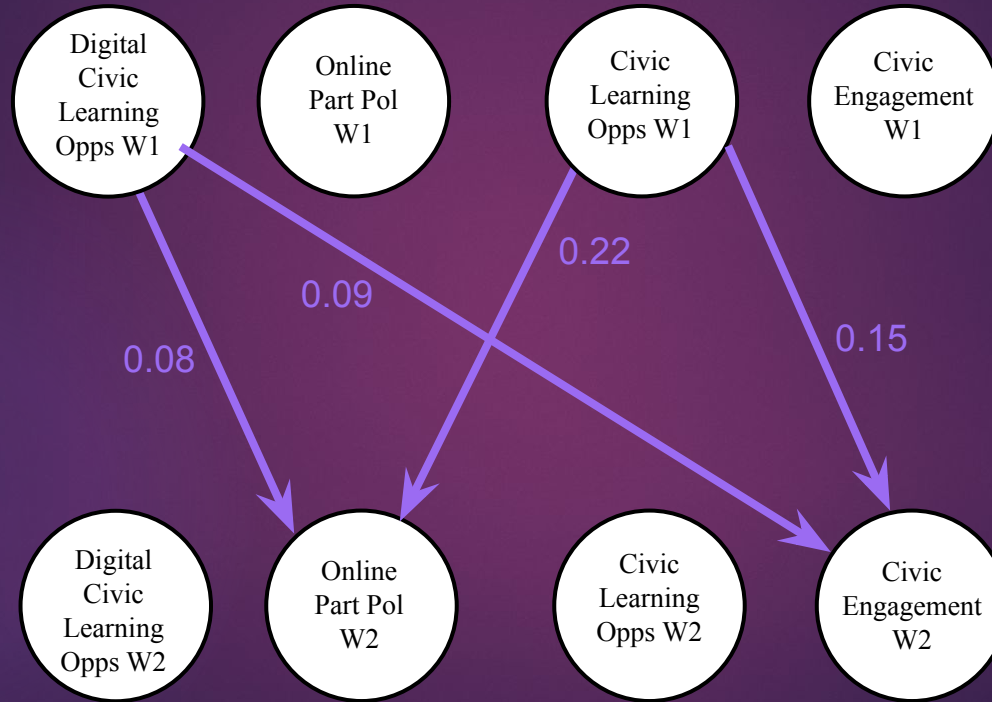 Digital
Civic
Learning
Opps W1
Online
Part Pol
W1
Civic
Learning
Opps W1
Civic
Engagement
W1
0.22
0.09
0.15
0.08
Digital
Civic
Learning
Opps W2
Online
Part Pol
W2
Civic
Learning
Opps W2
Civic
Engagement
W2